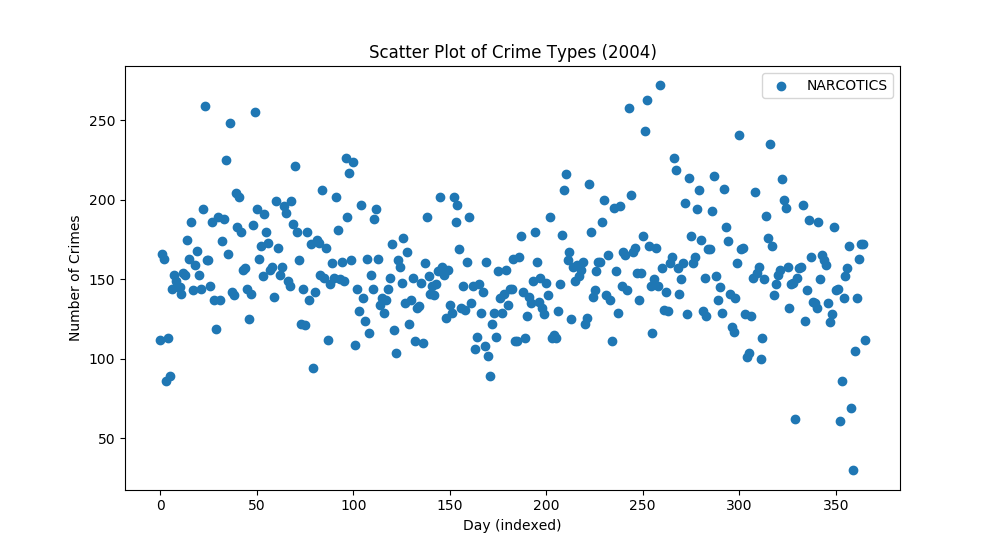 Scatter Plot of Crime Types (2004)
NARCOTICS
250
200
150
100
50
Number of Crimes
0 50 100 150 200 250 300 350
Day (indexed)